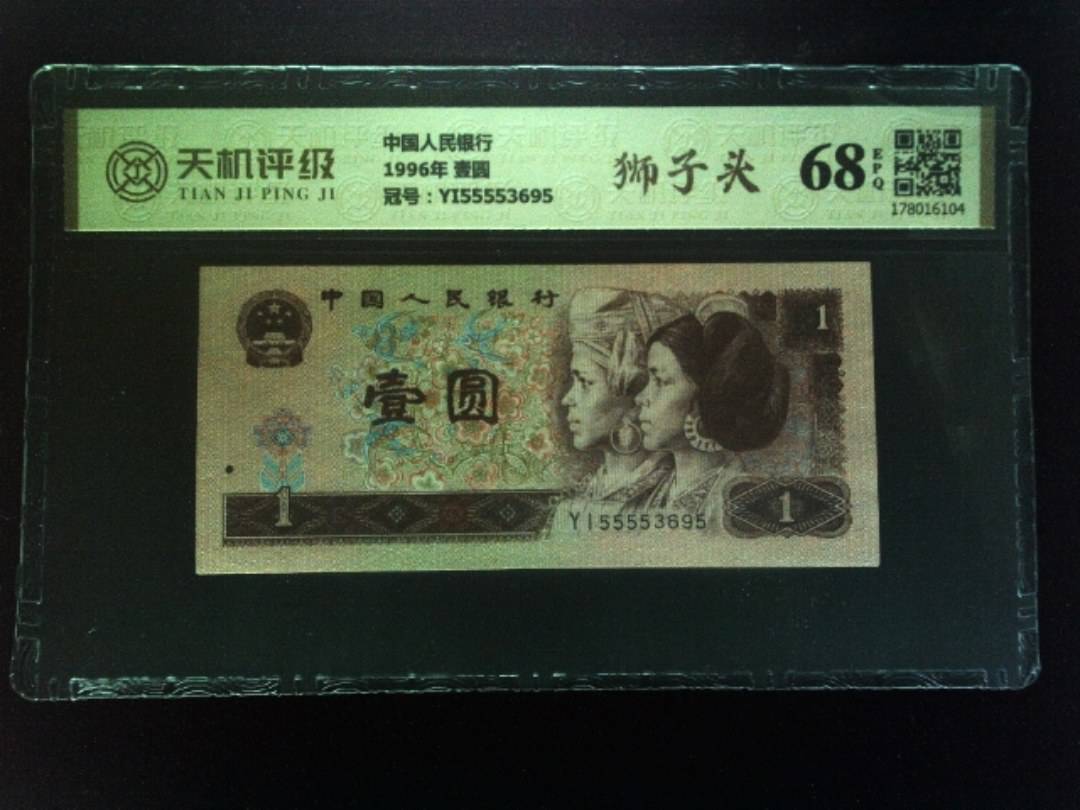 天机评级
TIAN JI PING JI
中国人民银行
1996年 壹圆
冠号：YI55553695
狮子头
68
EPQ
178016104
中国人民银行
1
壹圆
1
YI55553695
1